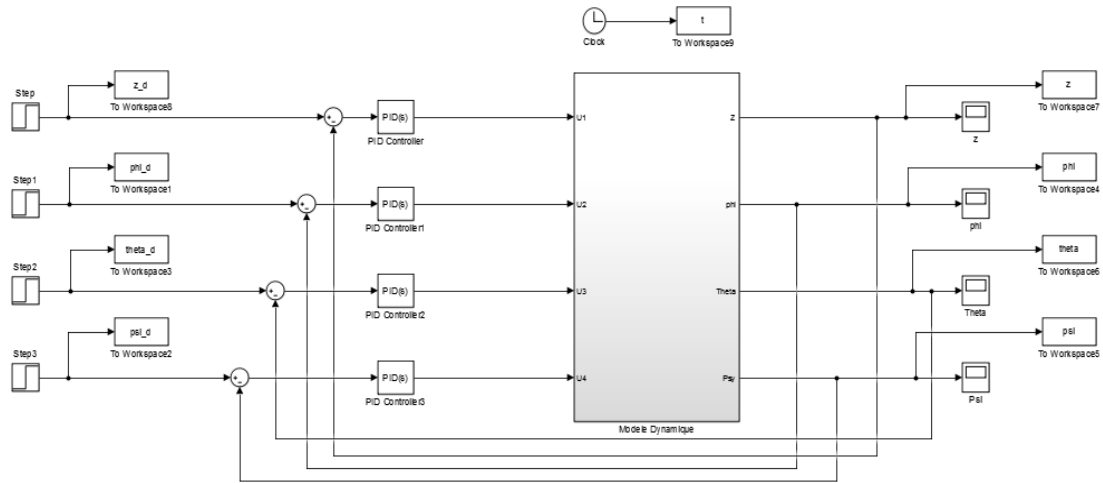 t
Clock
To Workspace9
Step
z_d
To Workspace8
PID(s)
PID Controller
U1
Z
z
To Workspace7
z
Step1
phi_d
To Workspace1
PID(s)
PID Controller1
U2
phi
phi
To Workspace4
phi
Step2
theta_d
To Workspace3
PID(s)
PID Controller2
U3
Theta
theta
To Workspace6
Theta
Step3
psi_d
To Workspace2
PID(s)
PID Controller3
U4
Psy
psi
To Workspace5
Psi
Modele Dynamique